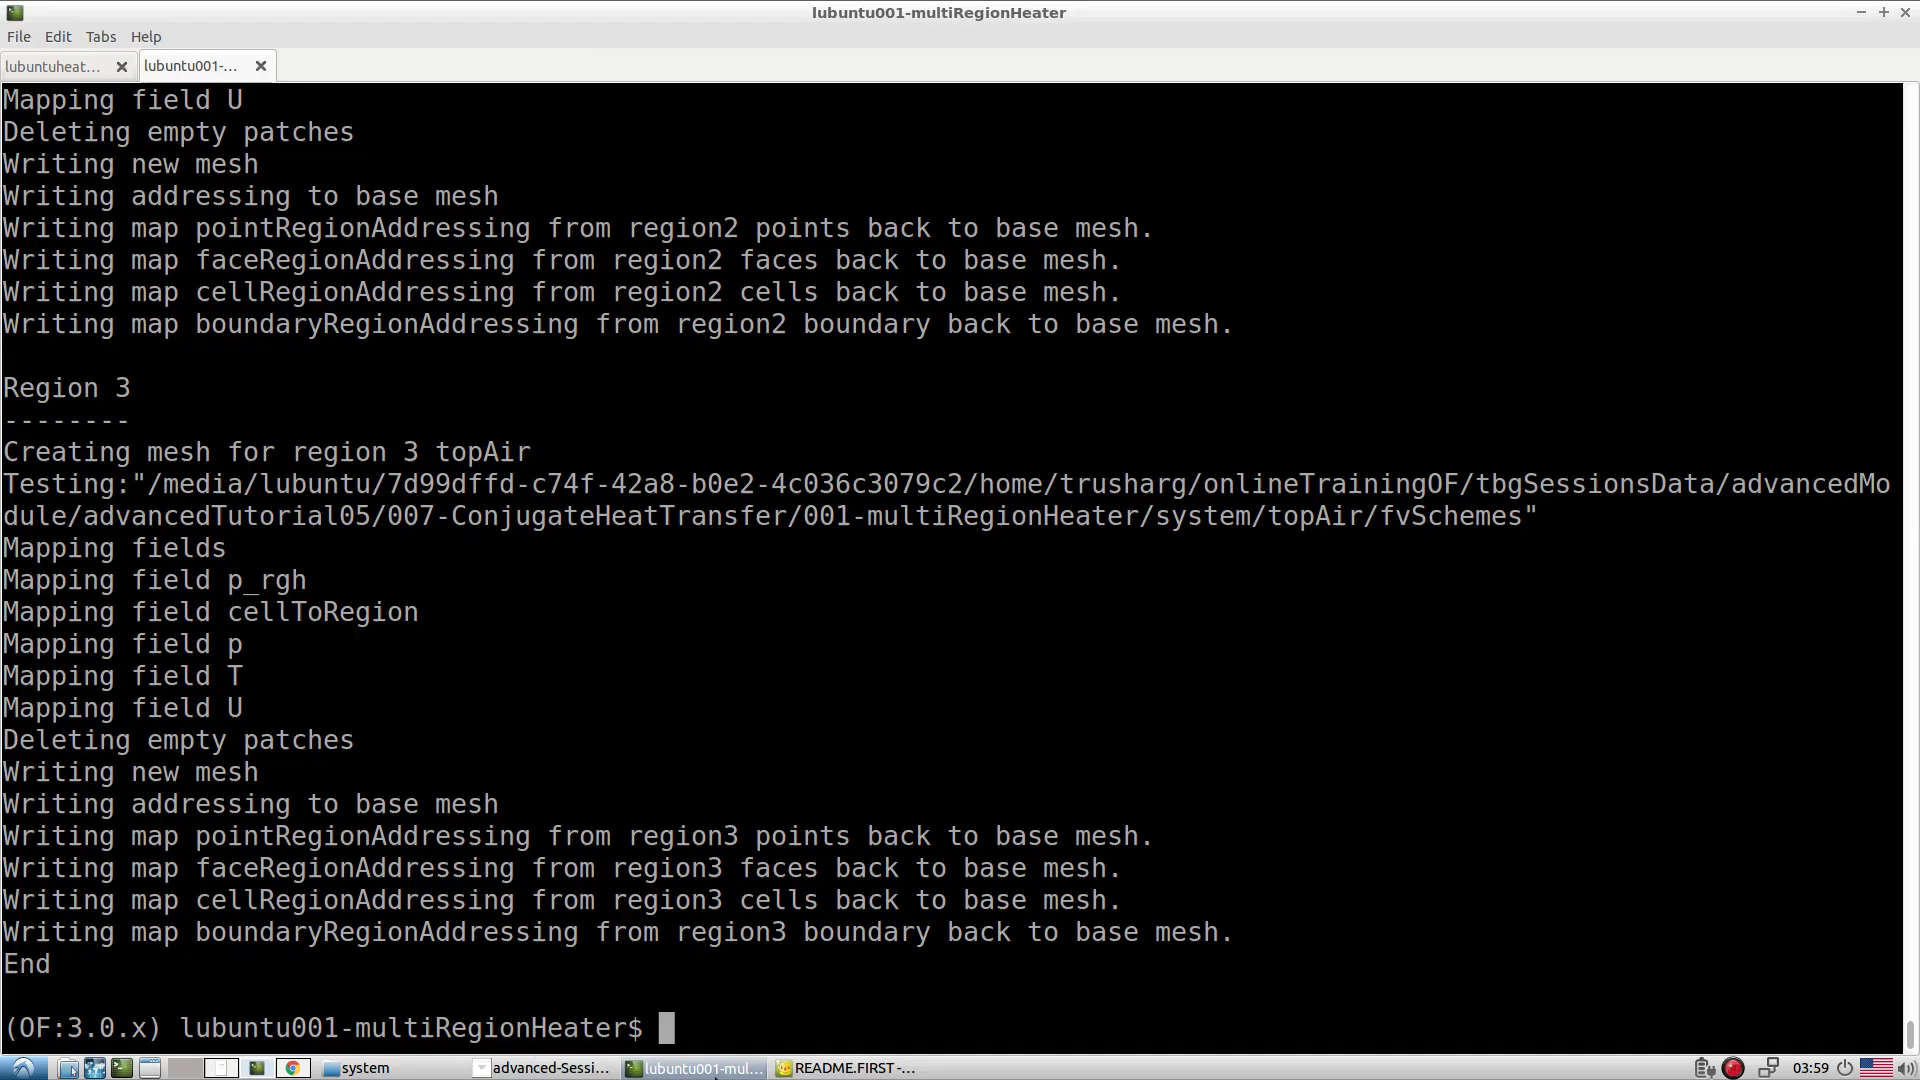 lubuntu001-multiRegionHeater
File Edit Tabs Help
lubuntuheat...
lubuntu001-...
Mapping field U
Deleting empty patches
Writing new mesh
Writing addressing to base mesh
Writing map pointRegionAddressing from region2 points back to base mesh.
Writing map faceRegionAddressing from region2 faces back to base mesh.
Writing map cellRegionAddressing from region2 cells back to base mesh.
Writing map boundaryRegionAddressing from region2 boundary back to base mesh.
Region 3
--------
Creating mesh for region 3 topAir
Testing:"/media/lubuntu/7d99dffd-c74f-42a8-b0e2-4c036c3079c2/home/trusharg/onlineTrainingOF/tbgSessionsData/advancedMo
dule/advancedTutorial05/007-ConjugateHeatTransfer/001-multiRegionHeater/system/topAir/fvSchemes"
Mapping fields
Mapping field p_rgh
Mapping field cellToRegion
Mapping field p
Mapping field T
Mapping field U
Deleting empty patches
Writing new mesh
Writing addressing to base mesh
Writing map pointRegionAddressing from region3 points back to base mesh.
Writing map faceRegionAddressing from region3 faces back to base mesh.
Writing map cellRegionAddressing from region3 cells back to base mesh.
Writing map boundaryRegionAddressing from region3 boundary back to base mesh.
End
(OF:3.0.x) lubuntu001-multiRegionHeater$
system
advanced-Sessi...
lubuntu001-mul...
README.FIRST -...
03:59